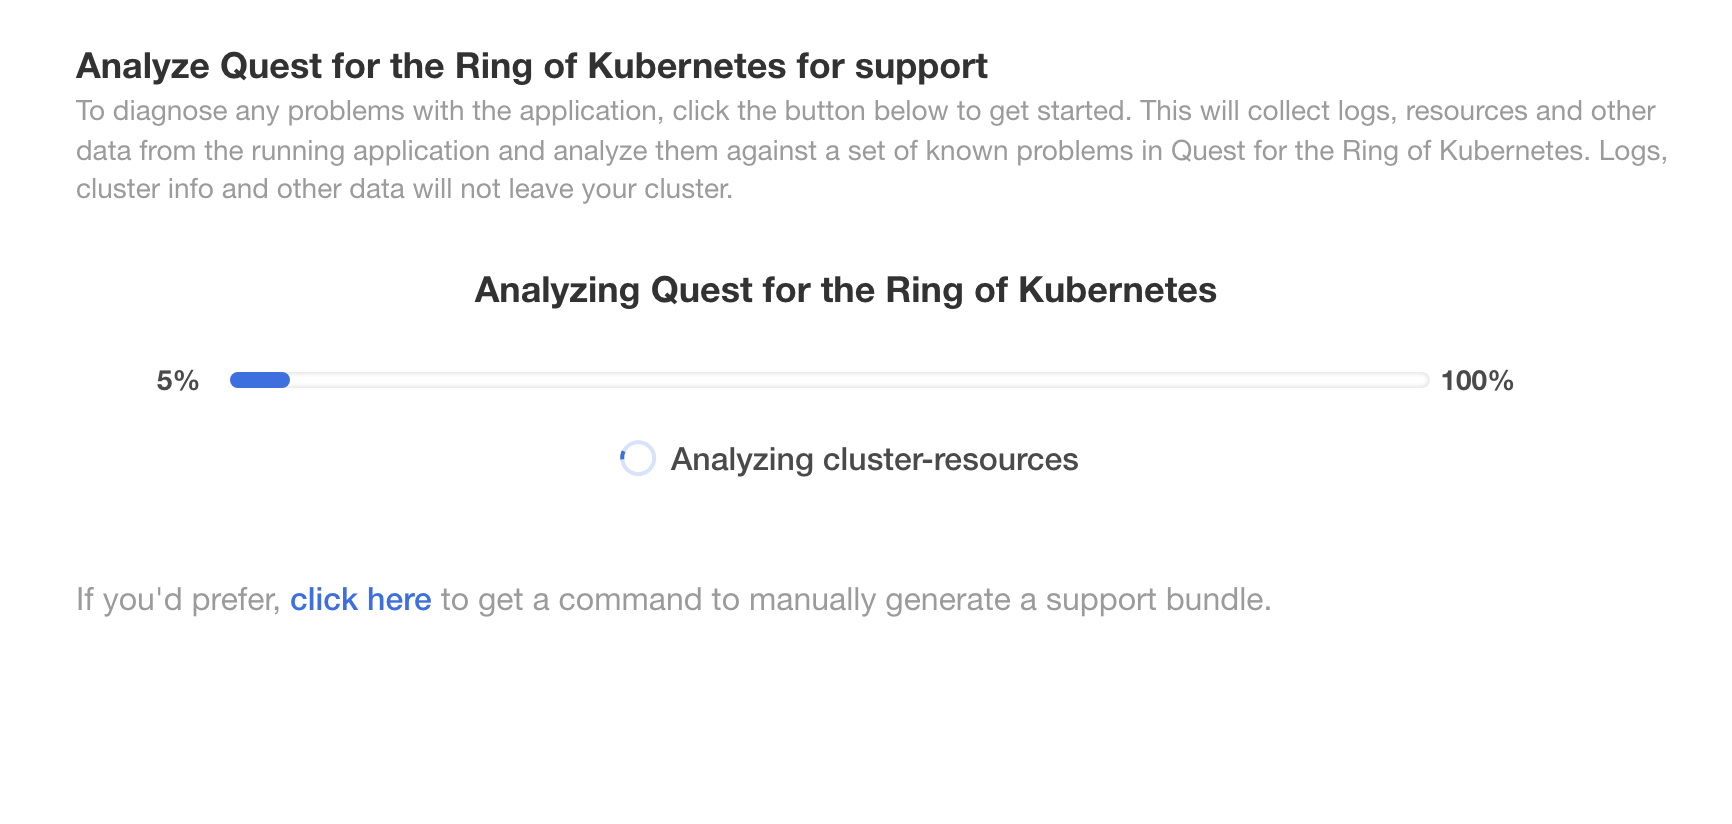 Analyze Quest for the Ring of Kubernetes for support
To diagnose any problems with the application, click the button below to get started. This will collect logs, resources and other
data from the running application and analyze them against a set of known problems in Quest for the Ring of Kubernetes. Logs,
cluster info and other data will not leave your cluster.
Analyzing Quest for the Ring of Kubernetes
5% 100%
Analyzing cluster-resources
If you'd prefer, click here to get a command to manually generate a support bundle.